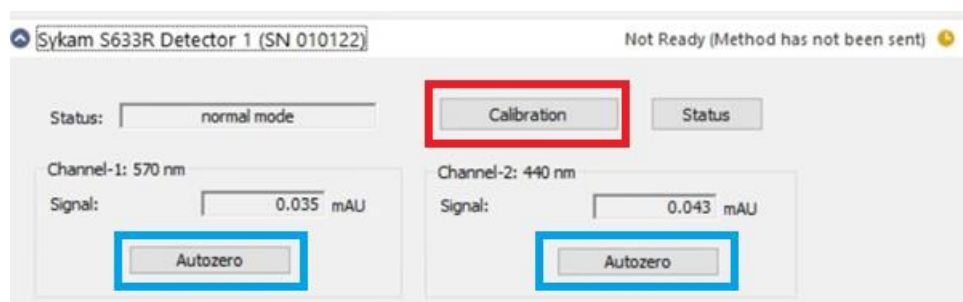 Sykam S633R Detector 1 (SN 010122) Not Ready (Method has not been sent)
Status: normal mode Calibration Status
Channel-1: 570 nm Channel-2: 440 nm
Signal: 0.035 mAU Signal: 0.043 mAU
Autozero Autozero